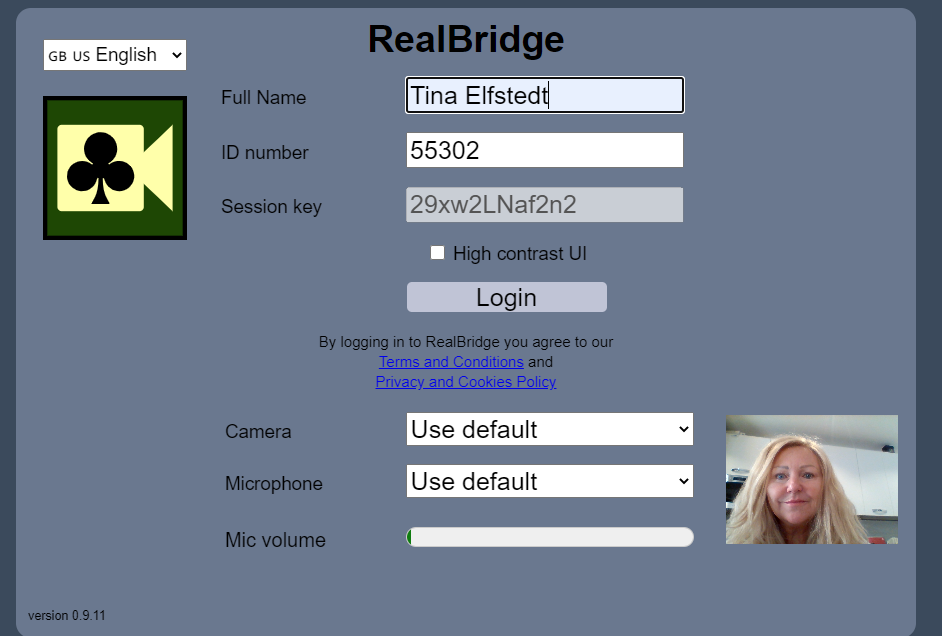 RealBridge
GB US English
Full Name
Tina Elfstedt
ID number
55302
Session key
29xw2LNaf2n2
High contrast UI
Login
By logging in to RealBridge you agree to our
Terms and Conditions and
Privacy and Cookies Policy
Camera
Use default
Microphone
Use default
Mic volume
version 0.9.11